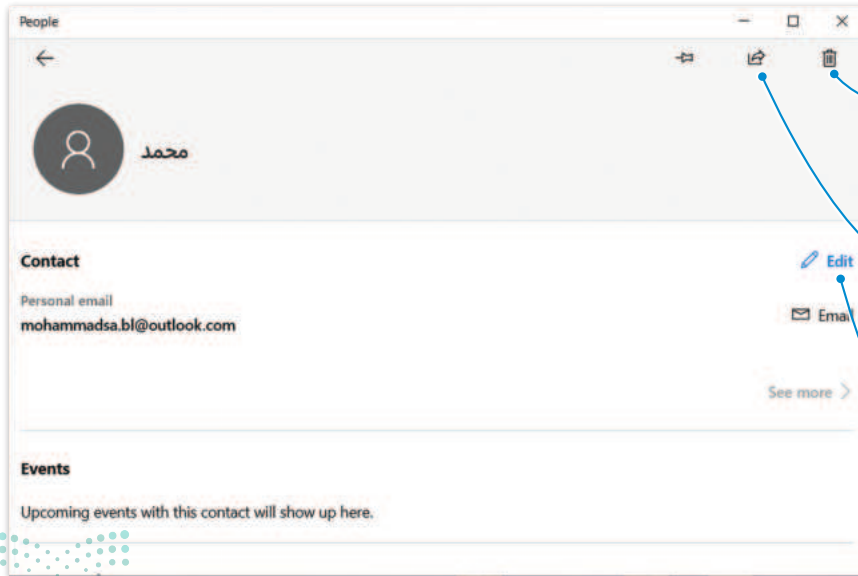 People
محمد
Contact
Edit
Personal email
mohammadsa.bl@outlook.com
Email
See more
Events
Upcoming events with this contact will show up here.